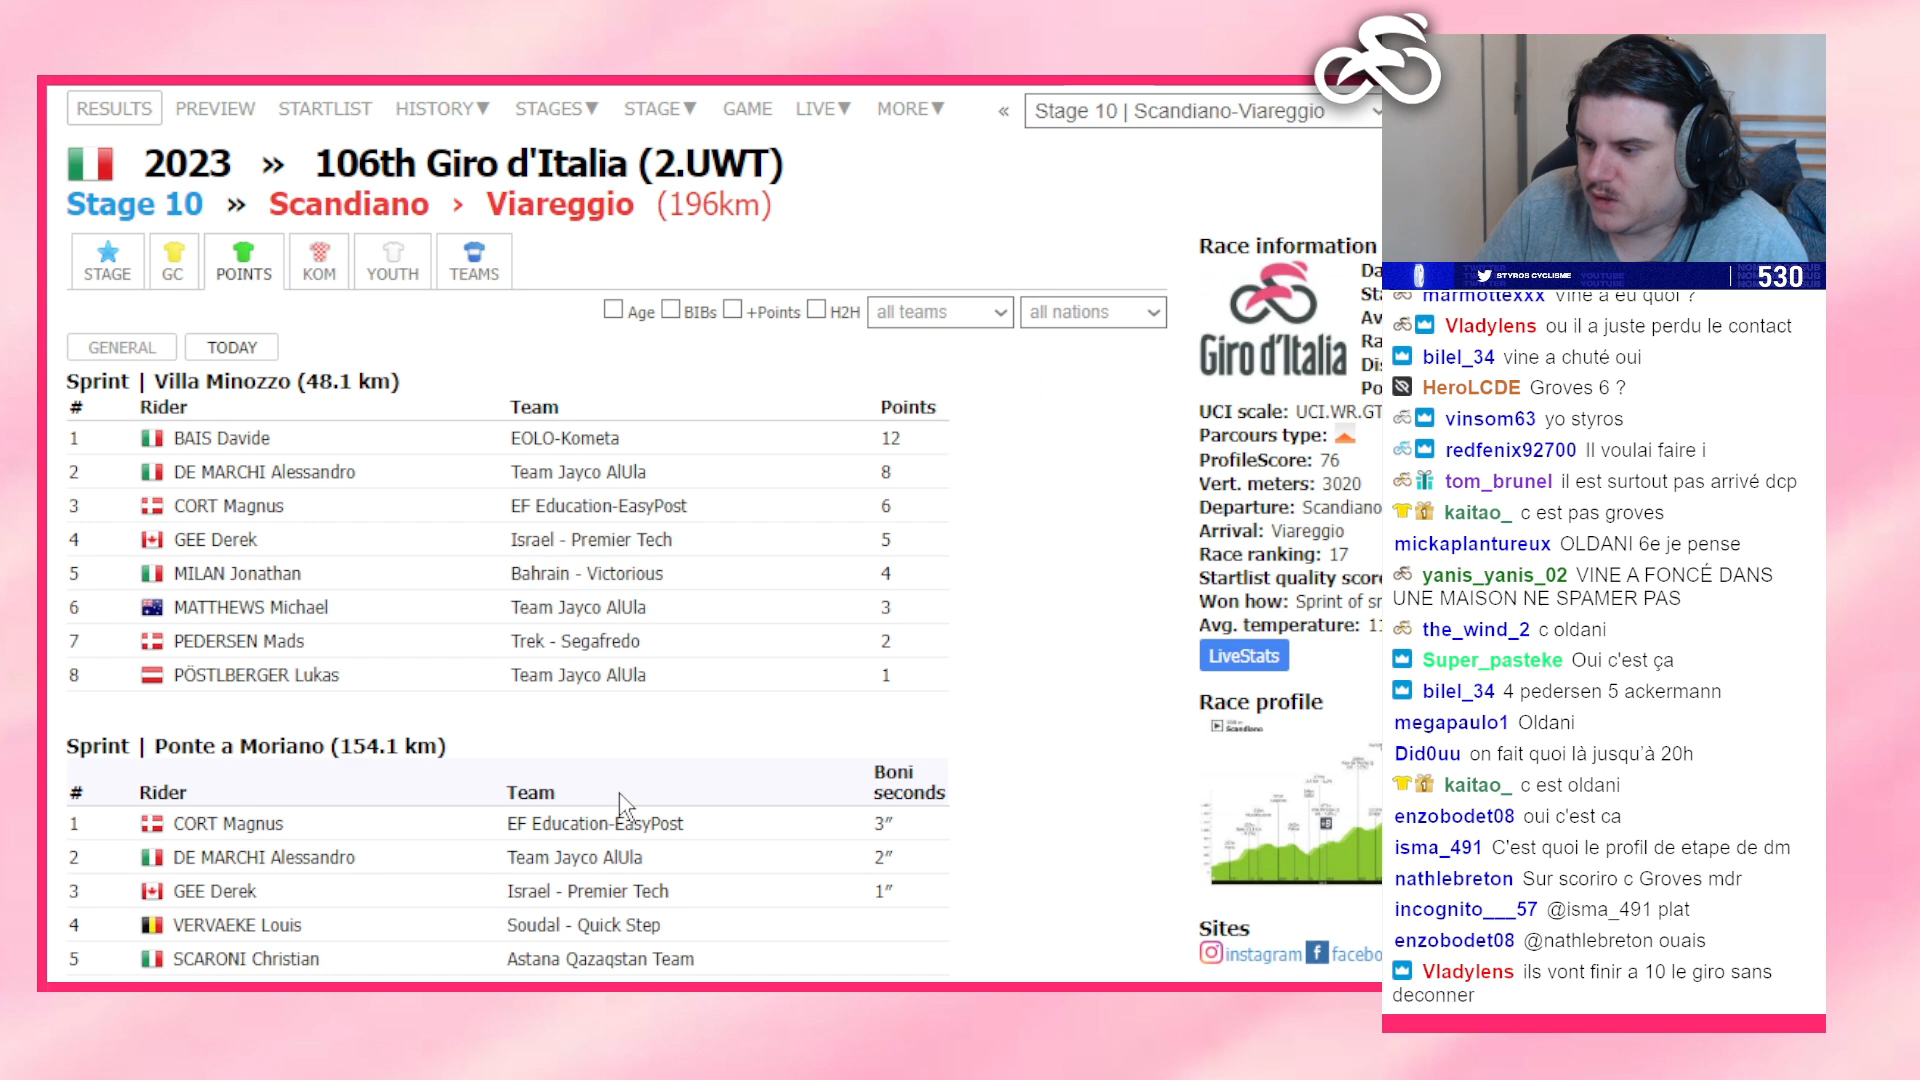 RESULTS PREVIEW STARTLIST HISTORY▼ STAGES▼ STAGE▼ GAME LIVE▼ MORE▼ « Stage 10 | Scandiano-Viareggio
2023 » 106th Giro d'Italia (2.UWT)
Stage 10 » Scandiano › Viareggio (196km)
STAGE GC POINTS KOM YOUTH TEAMS
Age BIBs +Points H2H all teams all nations
GENERAL TODAY
Sprint | Villa Minozzo (48.1 km)
# Rider Team Points
1 BAIS Davide EOLO-Kometa 12
2 DE MARCHI Alessandro Team Jayco AlUla 8
3 CORT Magnus EF Education-EasyPost 6
4 GEE Derek Israel - Premier Tech 5
5 MILAN Jonathan Bahrain - Victorious 4
6 MATTHEWS Michael Team Jayco AlUla 3
7 PEDERSEN Mads Trek - Segafredo 2
8 PÖSTLBERGER Lukas Team Jayco AlUla 1
Sprint | Ponte a Moriano (154.1 km)
# Rider Team Boni seconds
1 CORT Magnus EF Education-EasyPost 3″
2 DE MARCHI Alessandro Team Jayco AlUla 2″
3 GEE Derek Israel - Premier Tech 1″
4 VERVAEKE Louis Soudal - Quick Step
5 SCARONI Christian Astana Qazaqstan Team
Race information
Giro d'Italia
Da
St
Av
Ra
Di
Po
UCI scale: UCI.WR.GT
Parcours type:
ProfileScore: 76
Vert. meters: 3020
Departure: Scandiano
Arrival: Viareggio
Race ranking: 17
Startlist quality score
Won how: Sprint of
Avg. temperature:
LiveStats
Race profile
Scandiano
Sites
instagram facebo
STYROS CYCLISME 530
marmottexxx vine a eu quoi ?
Vladylens ou il a juste perdu le contact
bilel_34 vine a chuté oui
HeroLCDE Groves 6 ?
vinsom63 yo styros
redfenix92700 Il voulai faire i
tom_brunel il est surtout pas arrivé dcp
kaitao_ c est pas groves
mickaplantureux OLDANI 6e je pense
yanis_yanis_02 VINE A FONCÉ DANS
UNE MAISON NE SPAMER PAS
the_wind_2 c oldani
Super_pasteke Oui c'est ça
bilel_34 4 pedersen 5 ackermann
megapaulo1 Oldani
Did0uu on fait quoi là jusqu'à 20h
kaitao_ c est oldani
enzobodet08 oui c'est ca
isma_491 C'est quoi le profil de etape de dm
nathlebreton Sur scoriro c Groves mdr
incognito___57 @isma_491 plat
enzobodet08 @nathlebreton ouais
Vladylens ils vont finir a 10 le giro sans
deconner